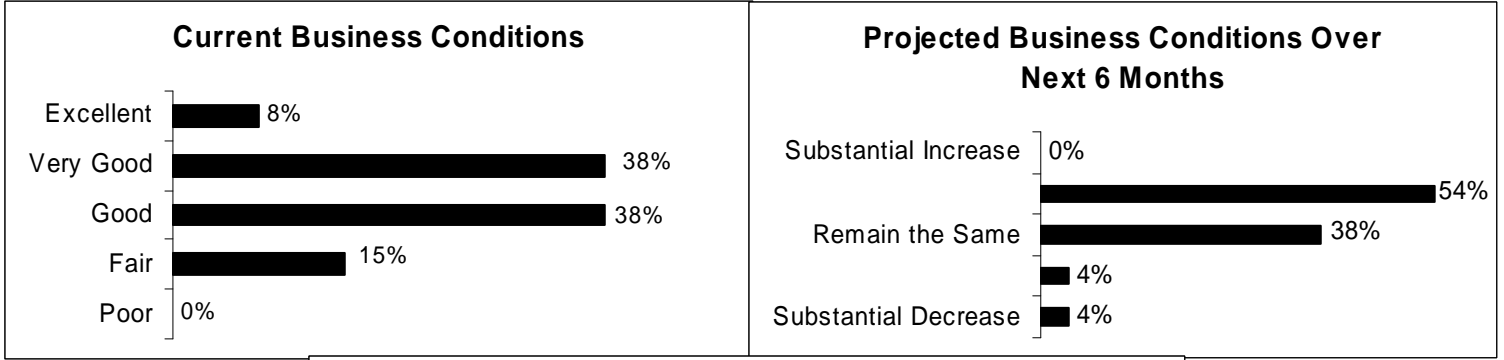 Current Business Conditions
Excellent 8%
Very Good 38%
Good 38%
Fair 15%
Poor 0%
Projected Business Conditions Over
Next 6 Months
Substantial Increase 0%
54%
Remain the Same 38%
4%
Substantial Decrease 4%